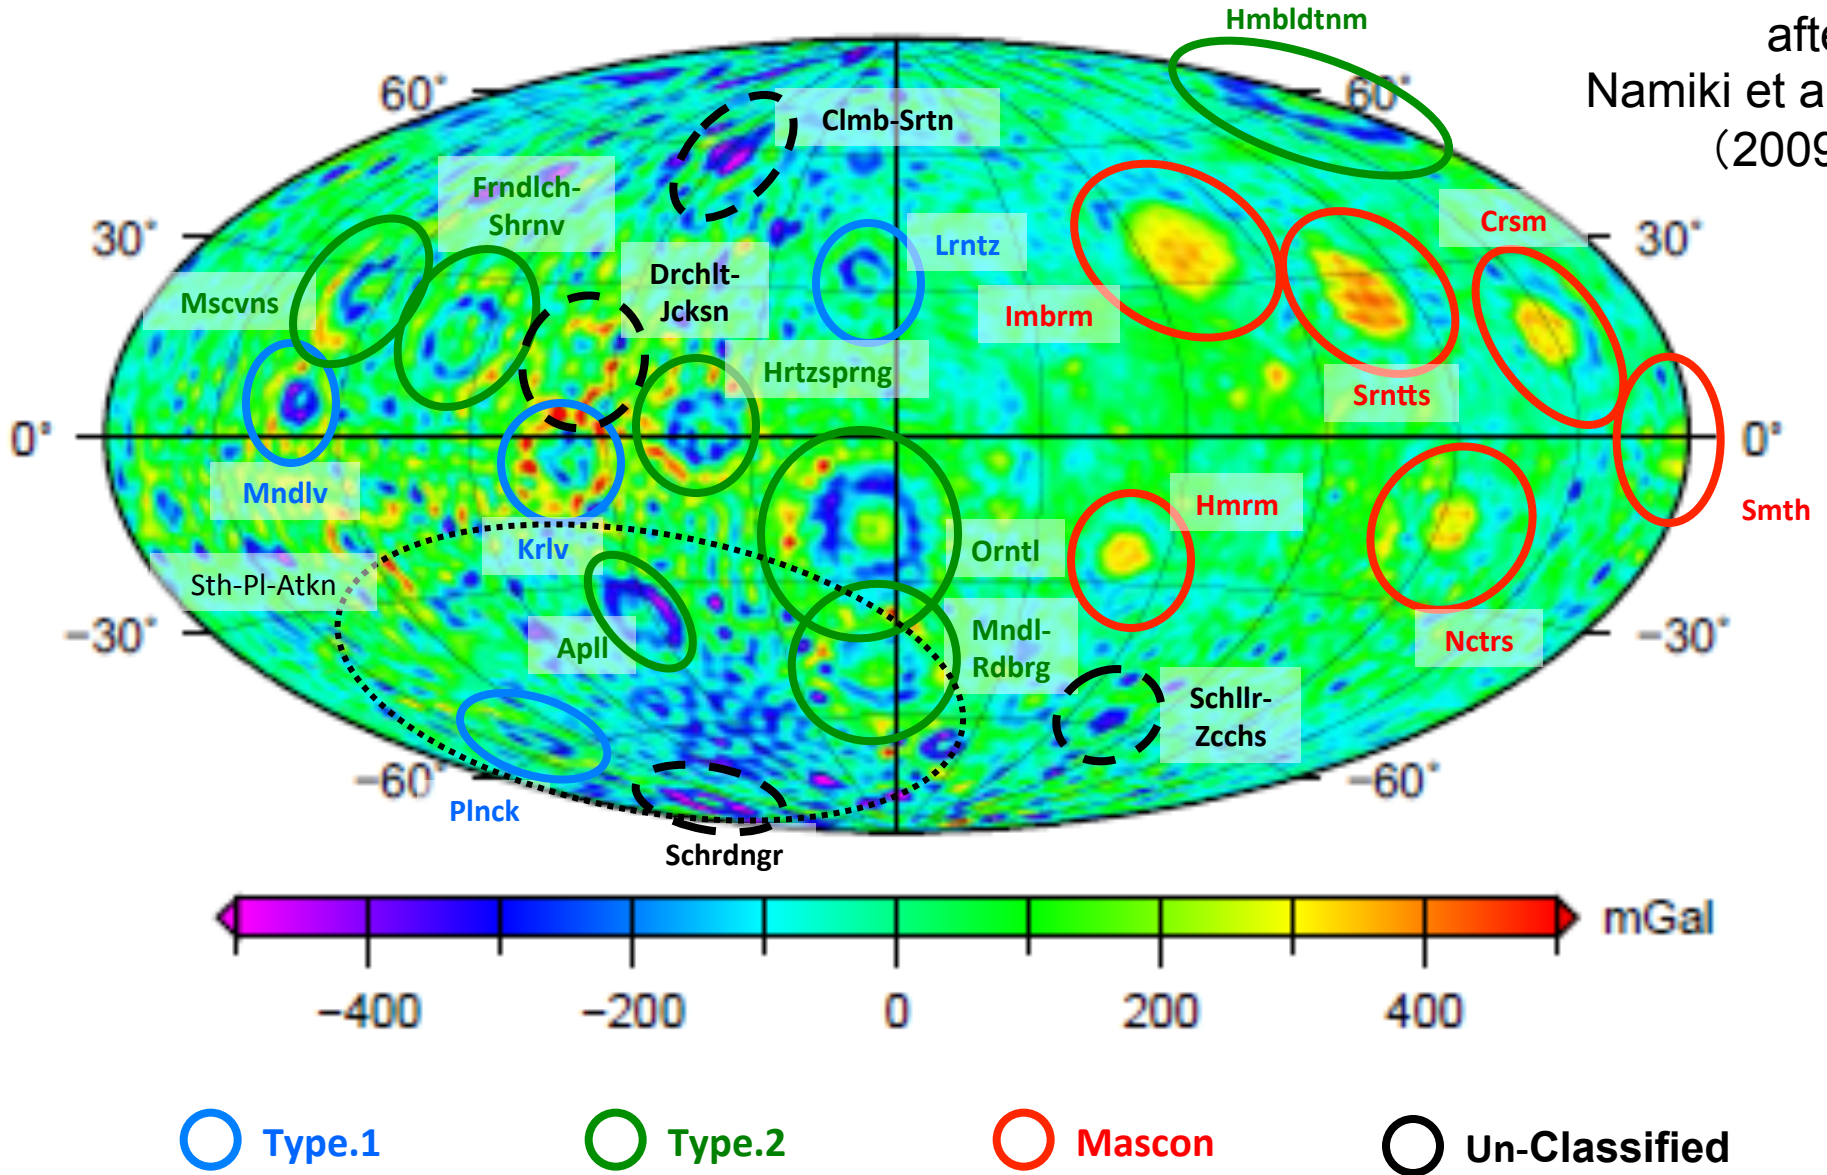 Hmbldtnm
afte
Namiki et a
（2009
60°
60°
Clmb-Srtn
Frndlch-
Shrnv
Crsm
30°
30°
Lrntz
Drchlt-
Jcksn
Mscvns
Imbrm
Hrtzsprng
Srntts
0°
0°
Mndlv
Hmrm
Smth
Krlv
Orntl
Sth-Pl-Atkn
−30°
−30°
Apll
Mndl-
Rdbrg
Nctrs
Schllr-
Zcchs
−60°
−60°
Plnck
Schrdngr
mGal
−400 −200 0 200 400
Type.1 Type.2 Mascon Un-Classified